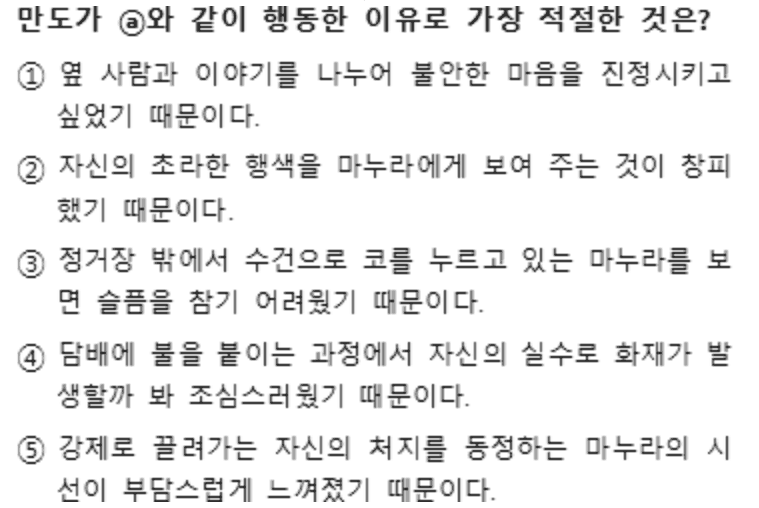 만도가 ⓐ와 같이 행동한 이유로 가장 적절한 것은?
① 옆 사람과 이야기를 나누어 불안한 마음을 진정시키고
싶었기 때문이다.
② 자신의 초라한 행색을 마누라에게 보여 주는 것이 창피
했기 때문이다.
③ 정거장 밖에서 수건으로 코를 누르고 있는 마누라를 보
면 슬픔을 참기 어려웠기 때문이다.
④ 담배에 불을 붙이는 과정에서 자신의 실수로 화재가 발
생할까 봐 조심스러웠기 때문이다.
⑤ 강제로 끌려가는 자신의 처지를 동정하는 마누라의 시
선이 부담스럽게 느껴졌기 때문이다.